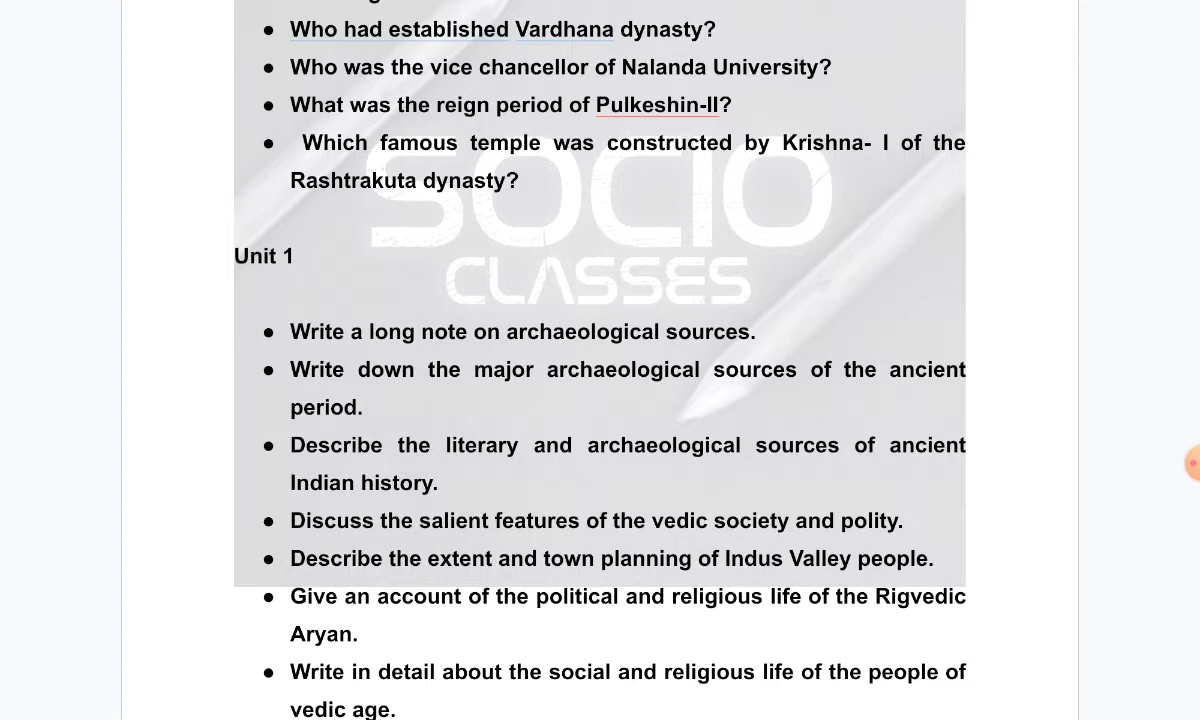 ● Who had established Vardhana dynasty?
● Who was the vice chancellor of Nalanda University?
● What was the reign period of Pulkeshin-II?
● Which famous temple was constructed by Krishna- I of the
Rashtrakuta dynasty?
SOCIO
CLASSES
Unit 1
● Write a long note on archaeological sources.
● Write down the major archaeological sources of the ancient
period.
● Describe the literary and archaeological sources of ancient
Indian history.
● Discuss the salient features of the vedic society and polity.
● Describe the extent and town planning of Indus Valley people.
● Give an account of the political and religious life of the Rigvedic
Aryan.
● Write in detail about the social and religious life of the people of
vedic age.